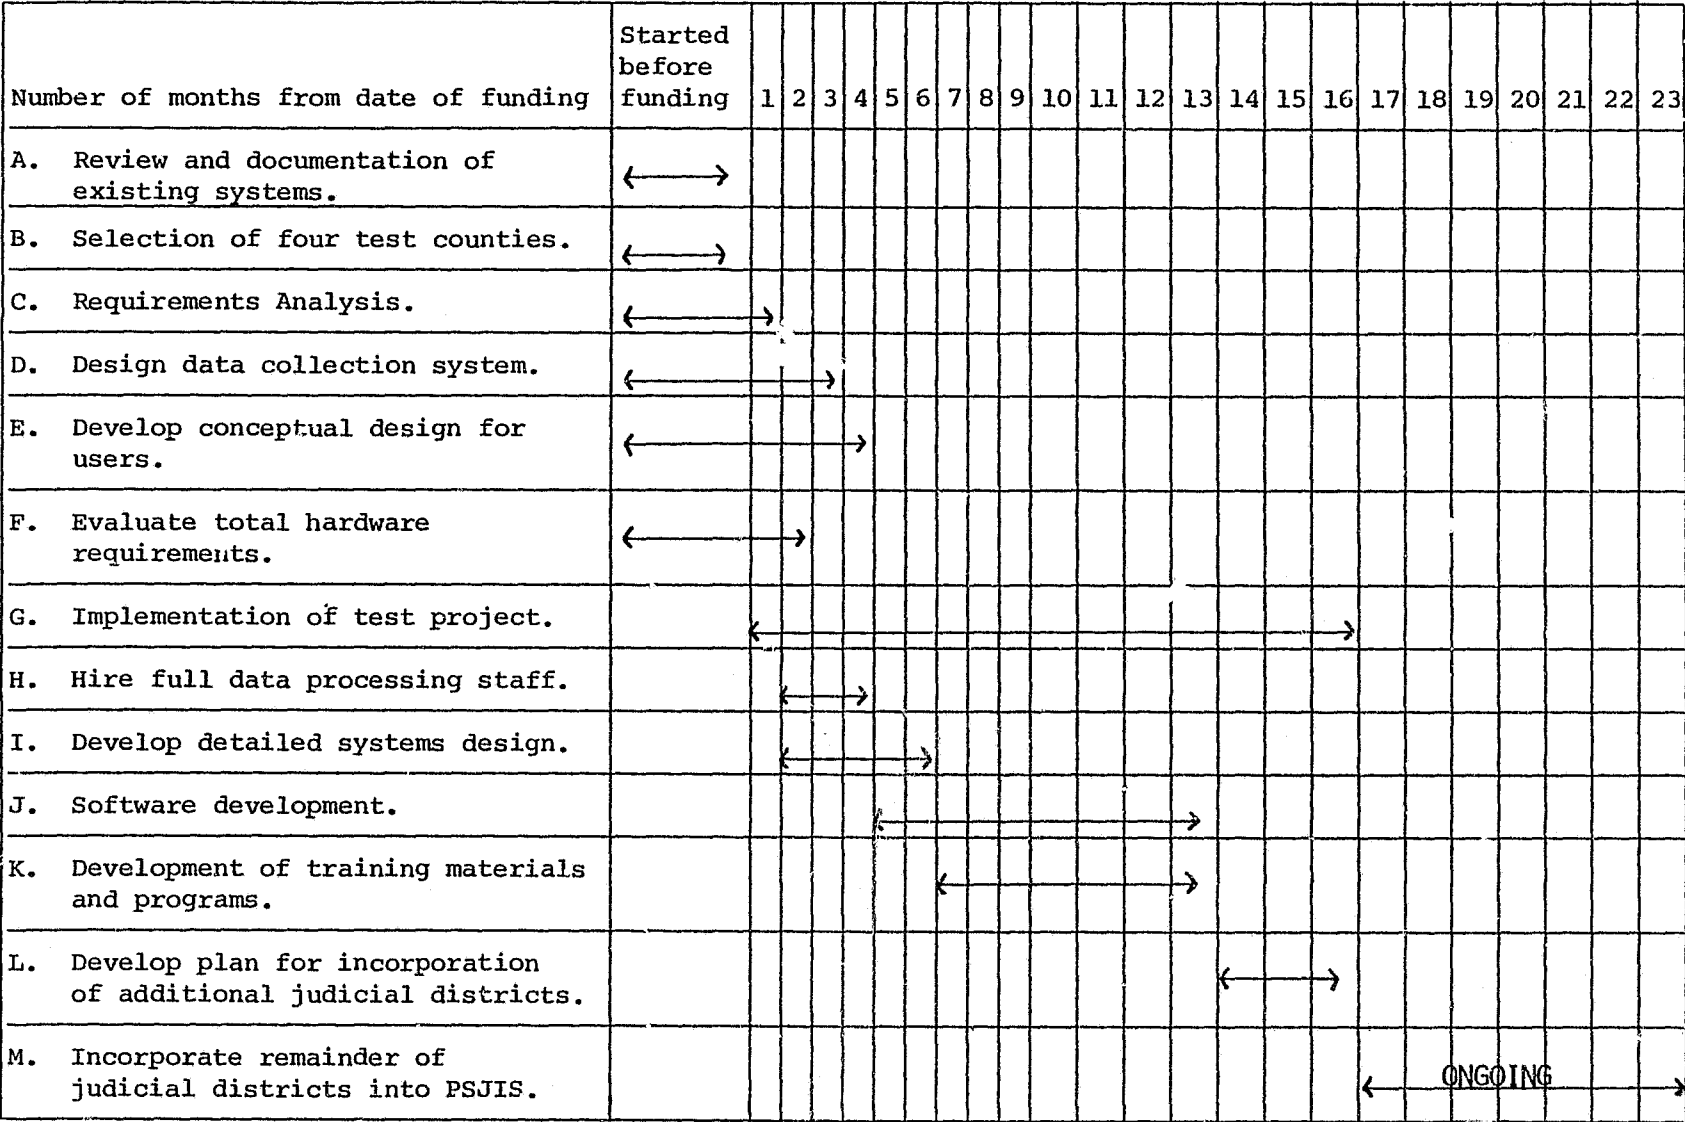 Started
before
Number of months from date of funding funding 1 2 3 4 5 6 7 8 9 10 11 12 13 14 15 16 17 18 19 20 21 22 23
A. Review and documentation of
existing systems.
B. Selection of four test counties.
C. Requirements Analysis.
D. Design data collection system.
E. Develop conceptual design for
users.
F. Evaluate total hardware
requirements.
G. Implementation of test project.
H. Hire full data processing staff.
I. Develop detailed systems design.
J. Software development.
K. Development of training materials
and programs.
L. Develop plan for incorporation
of additional judicial districts.
M. Incorporate remainder of
judicial districts into PSJIS.
ONGOING